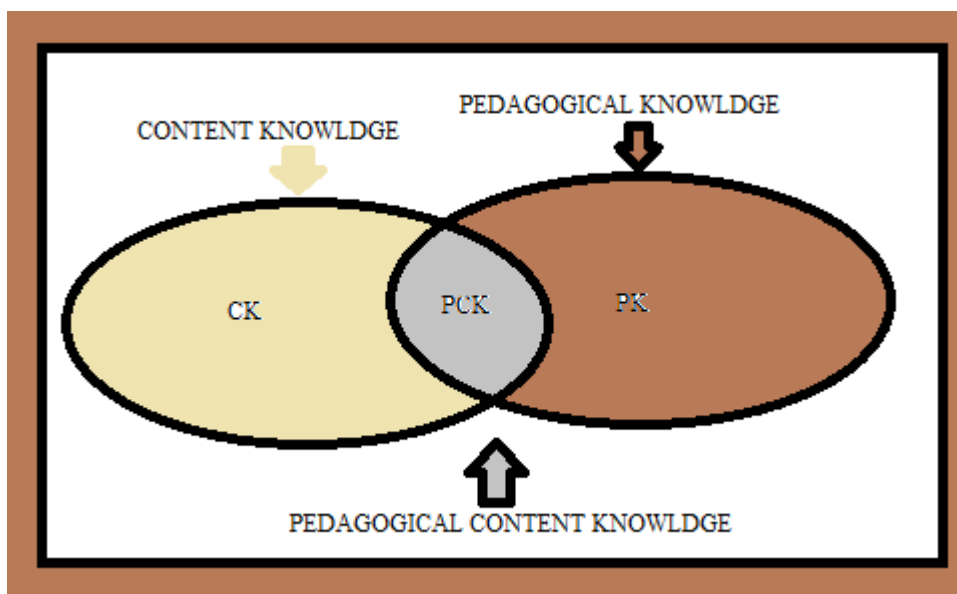 PEDAGOGICAL KNOWLDGE
CONTENT KNOWLDGE
CK
PCK
PK
PEDAGOGICAL CONTENT KNOWLDGE